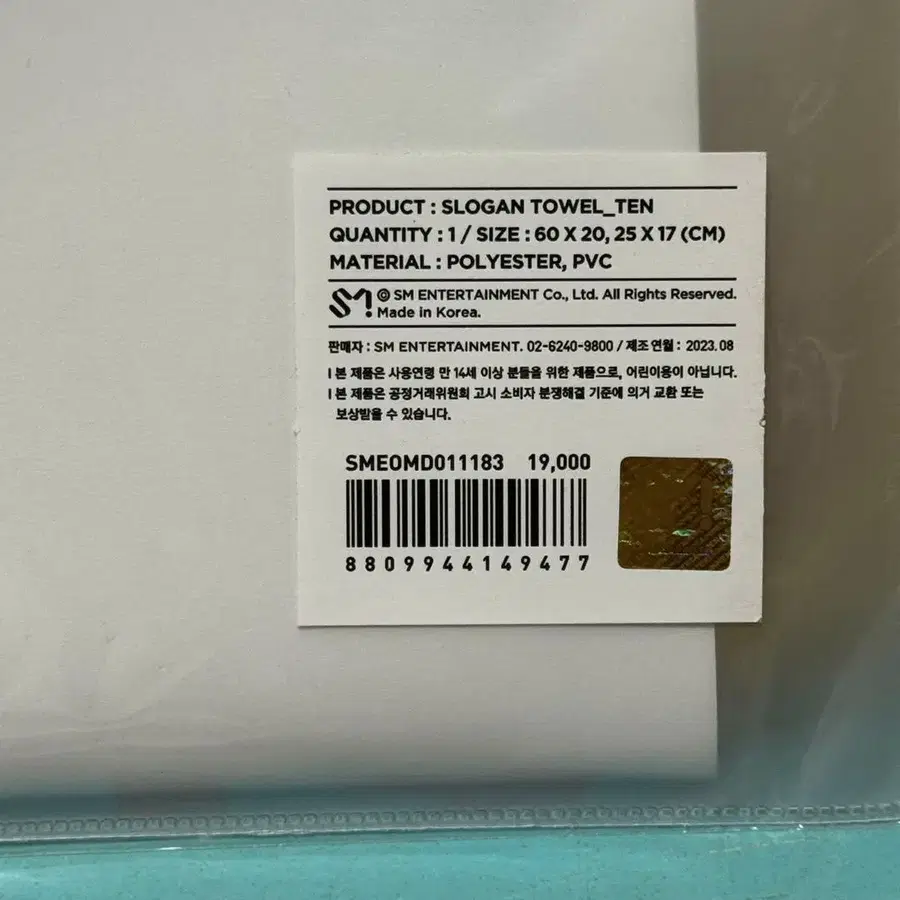 PRODUCT : SLOGAN TOWEL_TEN
QUANTITY : 1 / SIZE : 60 X 20, 25 X 17 (CM)
MATERIAL : POLYESTER, PVC
SM! © SM ENTERTAINMENT Co., Ltd. All Rights Reserved.
Made in Korea.
판매자 : SM ENTERTAINMENT. 02-6240-9800 / 제조 연월 : 2023.08
l 본 제품은 사용연령 만 14세 이상 분들을 위한 제품으로, 어린이용이 아닙니다.
l 본 제품은 공정거래위원회 고시 소비자 분쟁해결 기준에 의거 교환 또는
보상받을 수 있습니다.
SMEOMD011183 19,000
8809944149477